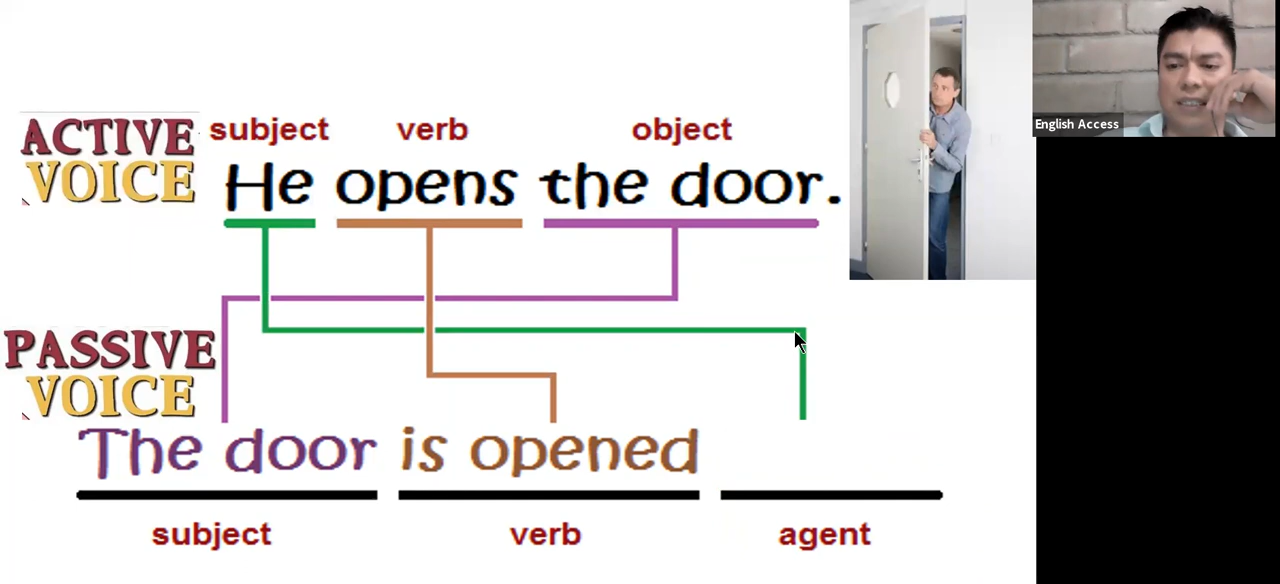 ACTIVE
VOICE
subject verb object
He opens the door.
English Access
PASSIVE
VOICE
The door is opened
subject verb agent